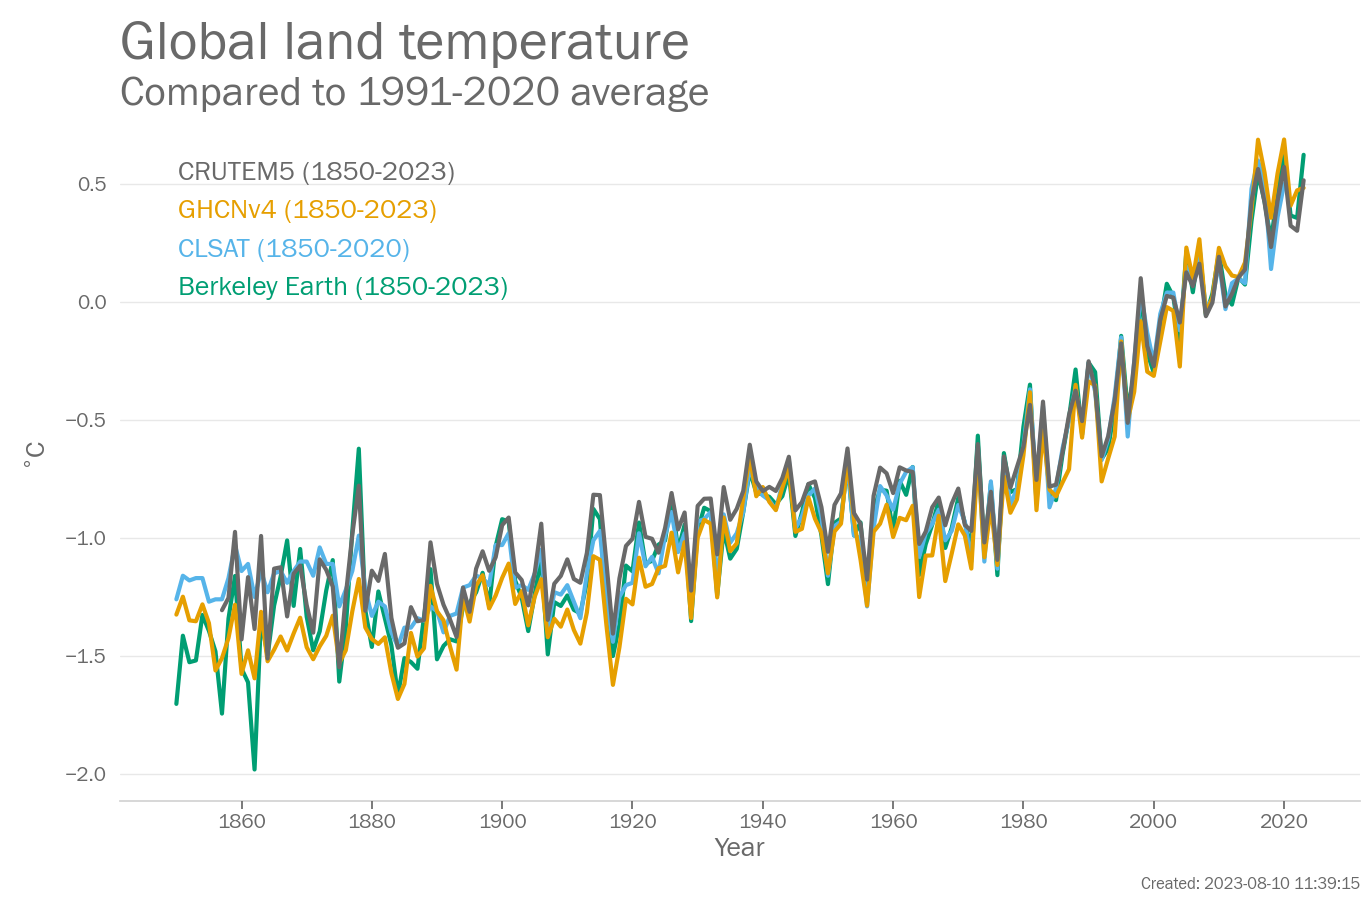 Global land temperature
Compared to 1991-2020 average
CRUTEM5 (1850-2023)
GHCNv4 (1850-2023)
CLSAT (1850-2020)
Berkeley Earth (1850-2023)
0.5
0.0
−0.5
−1.0
−1.5
−2.0
°C
1860 1880 1900 1920 1940 1960 1980 2000 2020
Year
Created: 2023-08-10 11:39:15